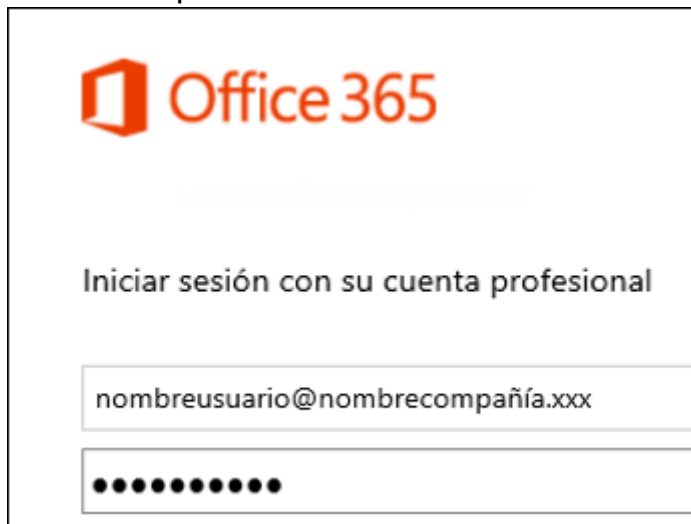 Office 365
Iniciar sesión con su cuenta profesional
nombreusuario@nombrecompañía.xxx
●●●●●●●●●●